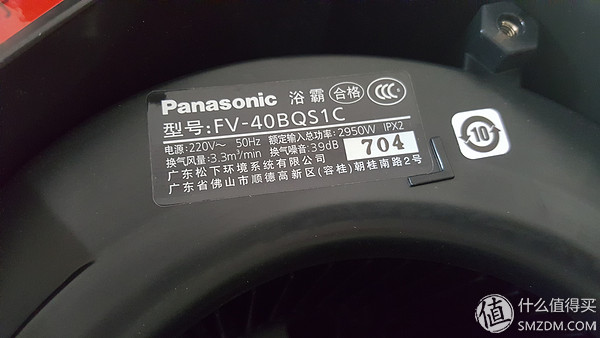 Panasonic 浴霸 合格 CCC
型号:FV-40BQS1C
电源:220V～ 50Hz 额定输入总功率:2950W IPX2
换气风量:3.3m³/min 换气噪音:39dB 704
广东松下环境系统有限公司
广东省佛山市顺德高新区(容桂)朝桂南路2号
10
值 什么值得买
SMZDM.COM